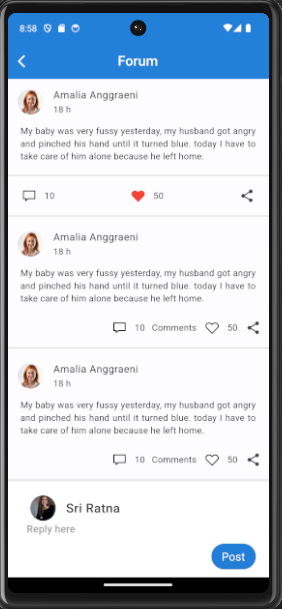 8:58
Forum
Amalia Anggraeni
18 h
My baby was very fussy yesterday, my husband got angry
and pinched his hand until it turned blue. today I have to
take care of him alone because he left home.
10 50
Amalia Anggraeni
18 h
My baby was very fussy yesterday, my husband got angry
and pinched his hand until it turned blue. today I have to
take care of him alone because he left home.
10 Comments 50
Amalia Anggraeni
18 h
My baby was very fussy yesterday, my husband got angry
and pinched his hand until it turned blue. today I have to
take care of him alone because he left home.
10 Comments 50
Sri Ratna
Reply here
Post